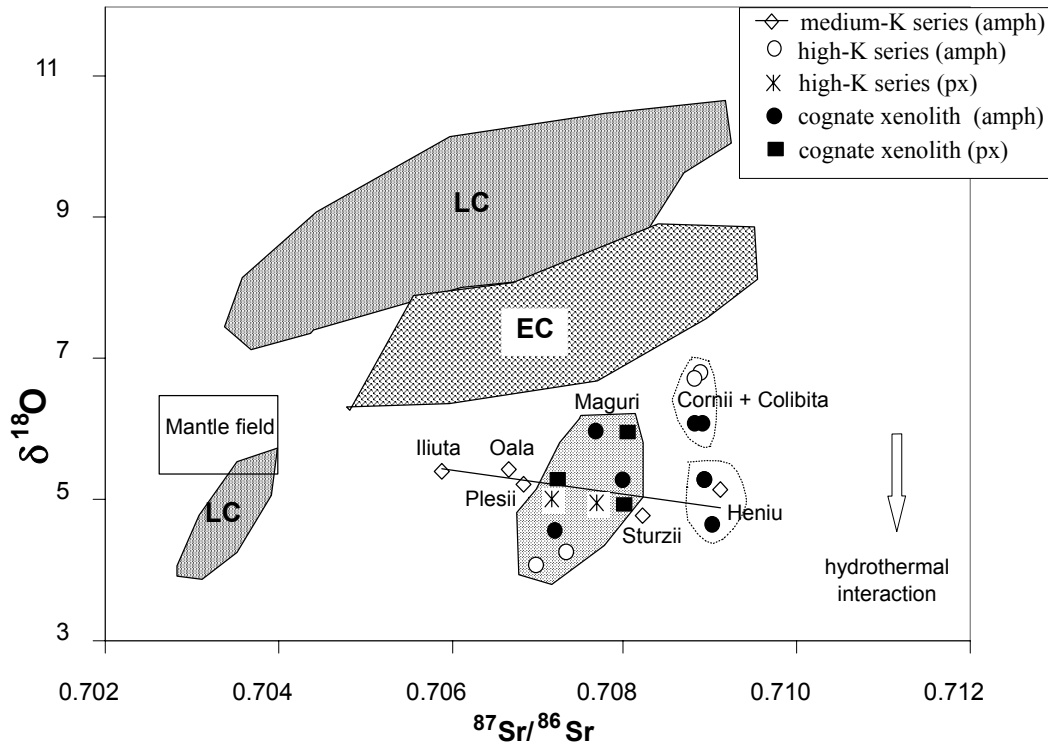 medium-K series (amph)
high-K series (amph)
high-K series (px)
cognate xenolith (amph)
cognate xenolith (px)
11
9
7
5
3
δ 18O
LC
EC
Mantle field
LC
Maguri
Cornii + Colibita
Iliuta
Oala
Plesii
Sturzii
Heniu
hydrothermal
interaction
0.702
0.704
0.706
0.708
0.710
0.712
87Sr/86Sr